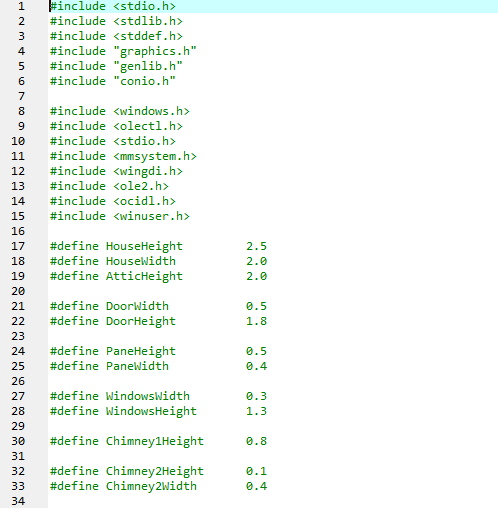 1 #include <stdio.h>
2 #include <stdlib.h>
3 #include <stddef.h>
4 #include "graphics.h"
5 #include "genlib.h"
6 #include "conio.h"
7
8 #include <windows.h>
9 #include <olectl.h>
10 #include <stdio.h>
11 #include <mmsystem.h>
12 #include <wingdi.h>
13 #include <ole2.h>
14 #include <ocidl.h>
15 #include <winuser.h>
16
17 #define HouseHeight 2.5
18 #define HouseWidth 2.0
19 #define AtticHeight 2.0
20
21 #define DoorWidth 0.5
22 #define DoorHeight 1.8
23
24 #define PaneHeight 0.5
25 #define PaneWidth 0.4
26
27 #define WindowsWidth 0.3
28 #define WindowsHeight 1.3
29
30 #define Chimney1Height 0.8
31
32 #define Chimney2Height 0.1
33 #define Chimney2Width 0.4
34